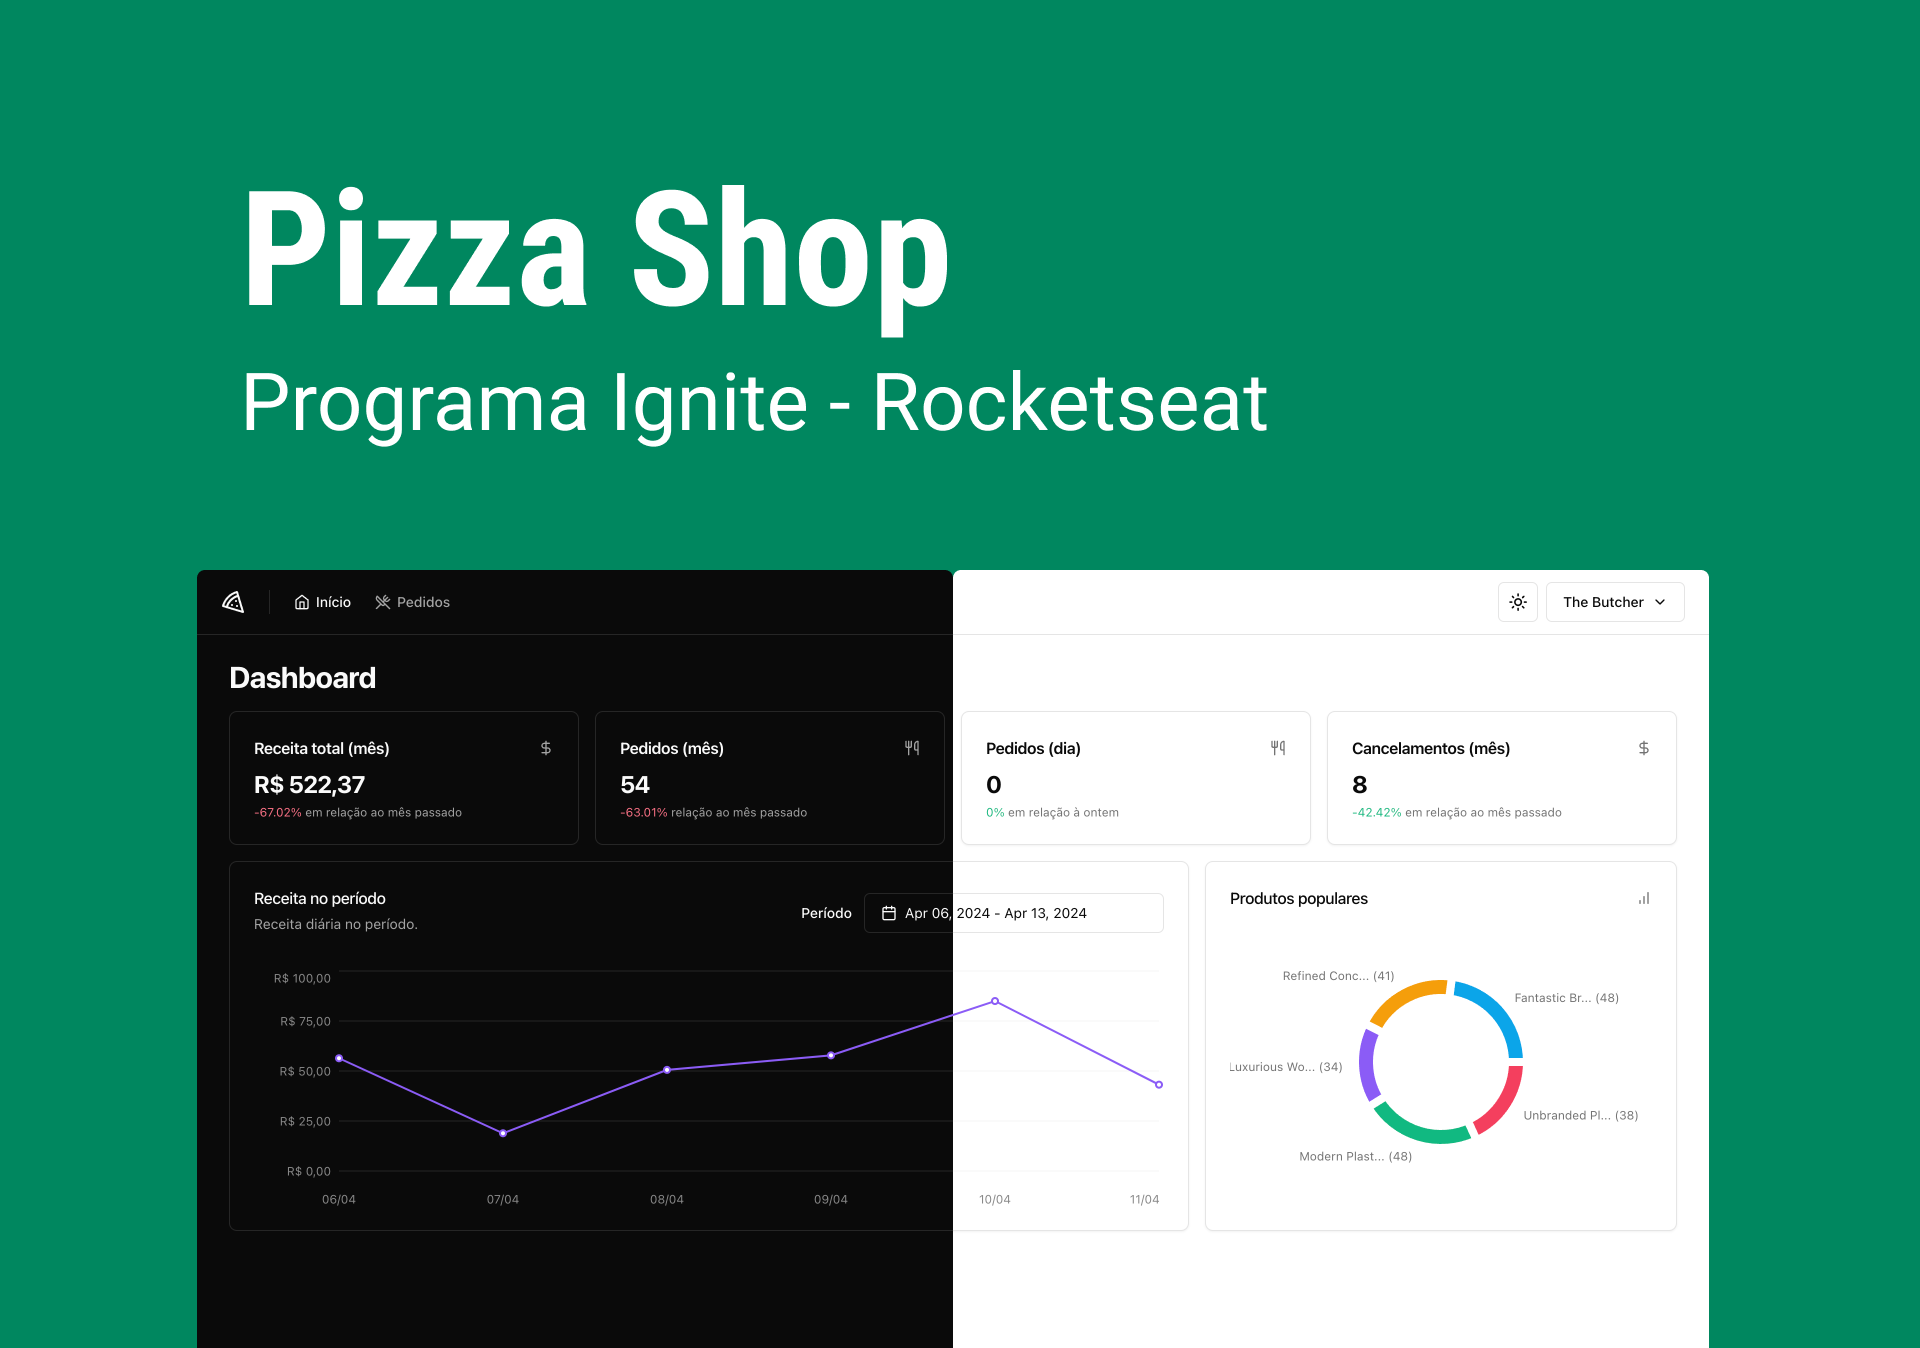 Pizza Shop
Programa Ignite - Rocketseat
Início
Pedidos
The Butcher
Dashboard
Receita total (mês)
R$ 522,37
-67.02% em relação ao mês passado
Pedidos (mês)
54
-63.01% relação ao mês passado
Pedidos (dia)
0
0% em relação à ontem
Cancelamentos (mês)
8
-42.42% em relação ao mês passado
Receita no período
Receita diária no período.
Período
Apr 06, 2024 - Apr 13, 2024
R$ 100,00
R$ 75,00
R$ 50,00
R$ 25,00
R$ 0,00
06/04
07/04
08/04
09/04
10/04
11/04
Produtos populares
Refined Conc... (41)
Fantastic Br... (48)
Luxurious Wo... (34)
Unbranded Pl... (38)
Modern Plast... (48)